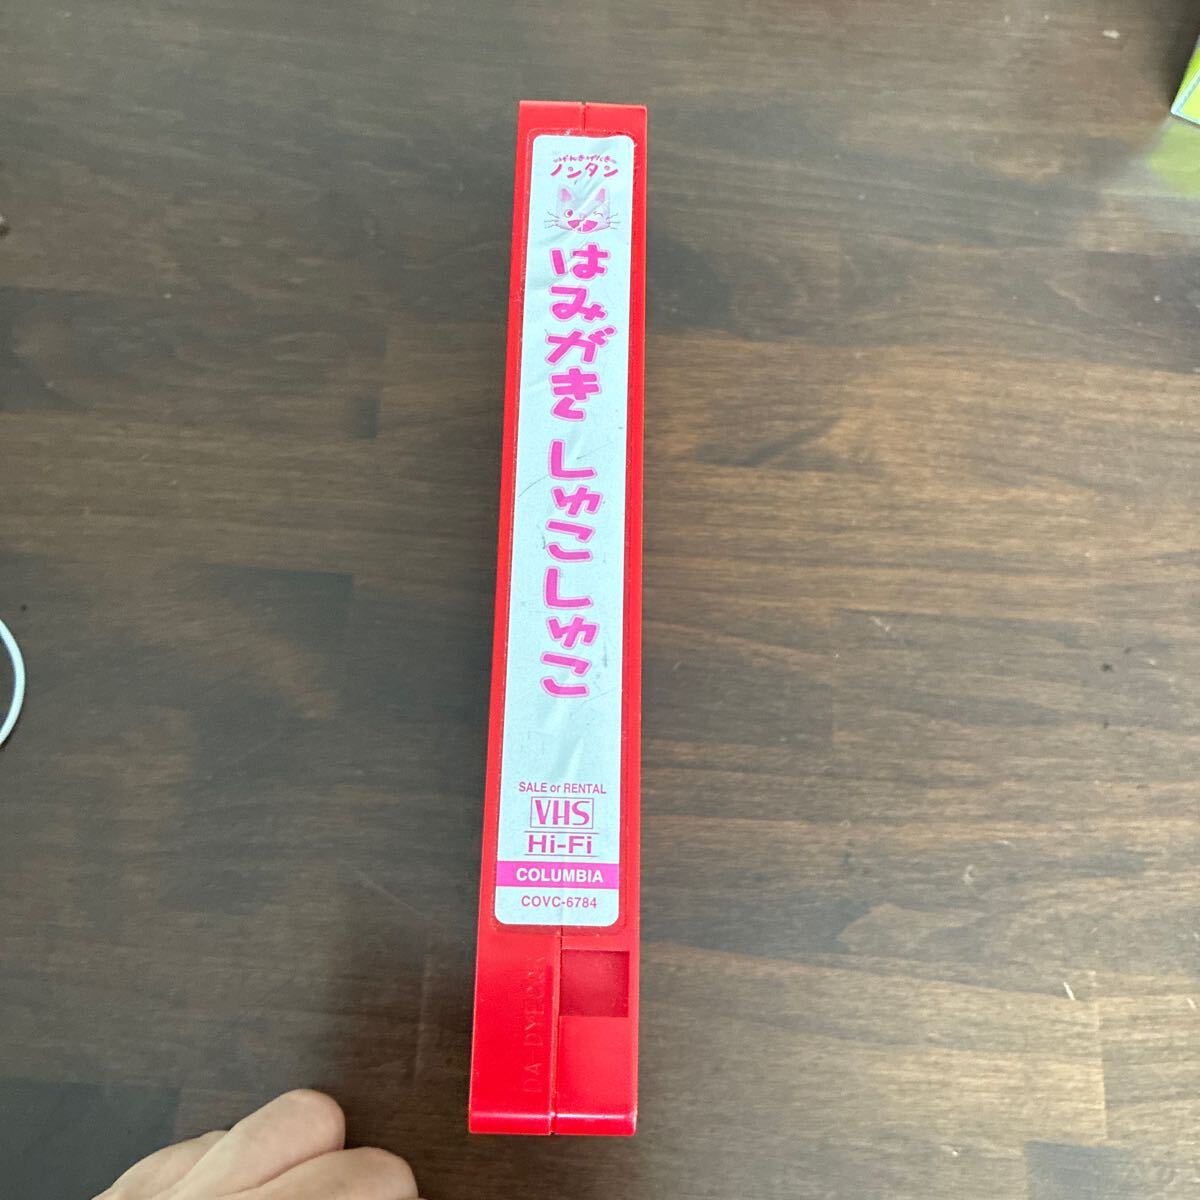 げんきげんき
ノンタン
はみがき しゅこしゅこ
SALE or RENTAL
VHS
Hi-Fi
COLUMBIA
COVC-6784